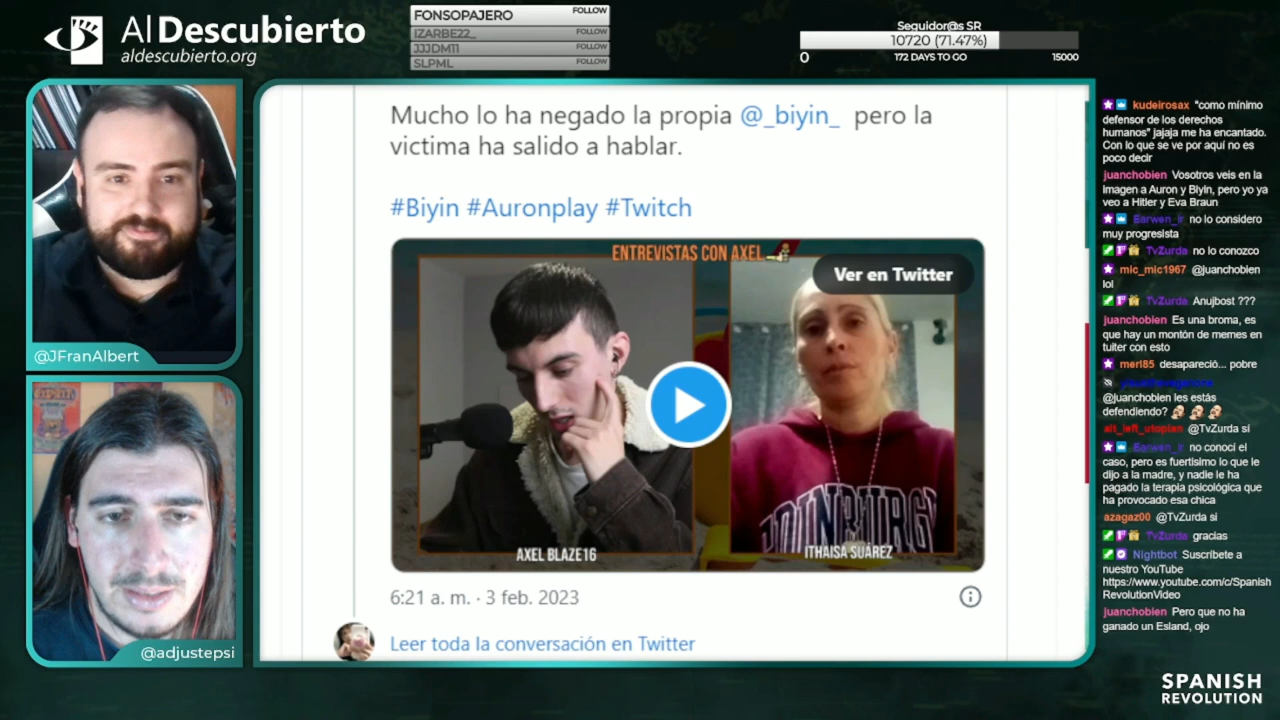 Al Descubierto
aldescubierto.org
FONSOPAJERO FOLLOW
IZARBE22_ FOLLOW
JJJDM11 FOLLOW
SLPML FOLLOW
Seguidor@s SR
10720 (71.47%)
0 172 DAYS TO GO 15000
@JFranAlbert
@adjustepsi
Mucho lo ha negado la propia @_biyin_ pero la
victima ha salido a hablar.
#Biyin #Auronplay #Twitch
ENTREVISTAS CON AXEL
Ver en Twitter
AXEL BLAZE16
ITHAISA SUÁREZ
6:21 a. m. · 3 feb. 2023
Leer toda la conversación en Twitter
kudeirosax "como mínimo
defensor de los derechos
humanos" jajaja me ha encantado.
Con lo que se ve por aquí no es
poco decir
juanchobien Vosotros veis en la
imagen a Auron y Biyin, pero yo ya
veo a Hitler y Eva Braun
Earwen_ir no lo considero
muy progresista
TvZurda no lo conozco
mic_mic1967 @juanchobien
lol
TvZurda Anujbost ???
juanchobien Es una broma, es
que hay un montón de memes en
tuiter con esto
meri85 desapareció... pobre
@juanchobien les estás
defendiendo?
alt_left_utopian @TvZurda si
Earwen_ir no conocí el
caso, pero es fuertisimo lo que le
dijo a la madre, y nadie le ha
pagado la terapia psicológica que
ha provocado esa chica
azagaz00 @TvZurda si
TvZurda gracias
Nightbot Suscribete a
nuestro YouTube
https://www.youtube.com/c/Spanish
RevolutionVideo
juanchobien Pero que no ha
ganado un Esland, ojo
SPANISH
REVOLUTION